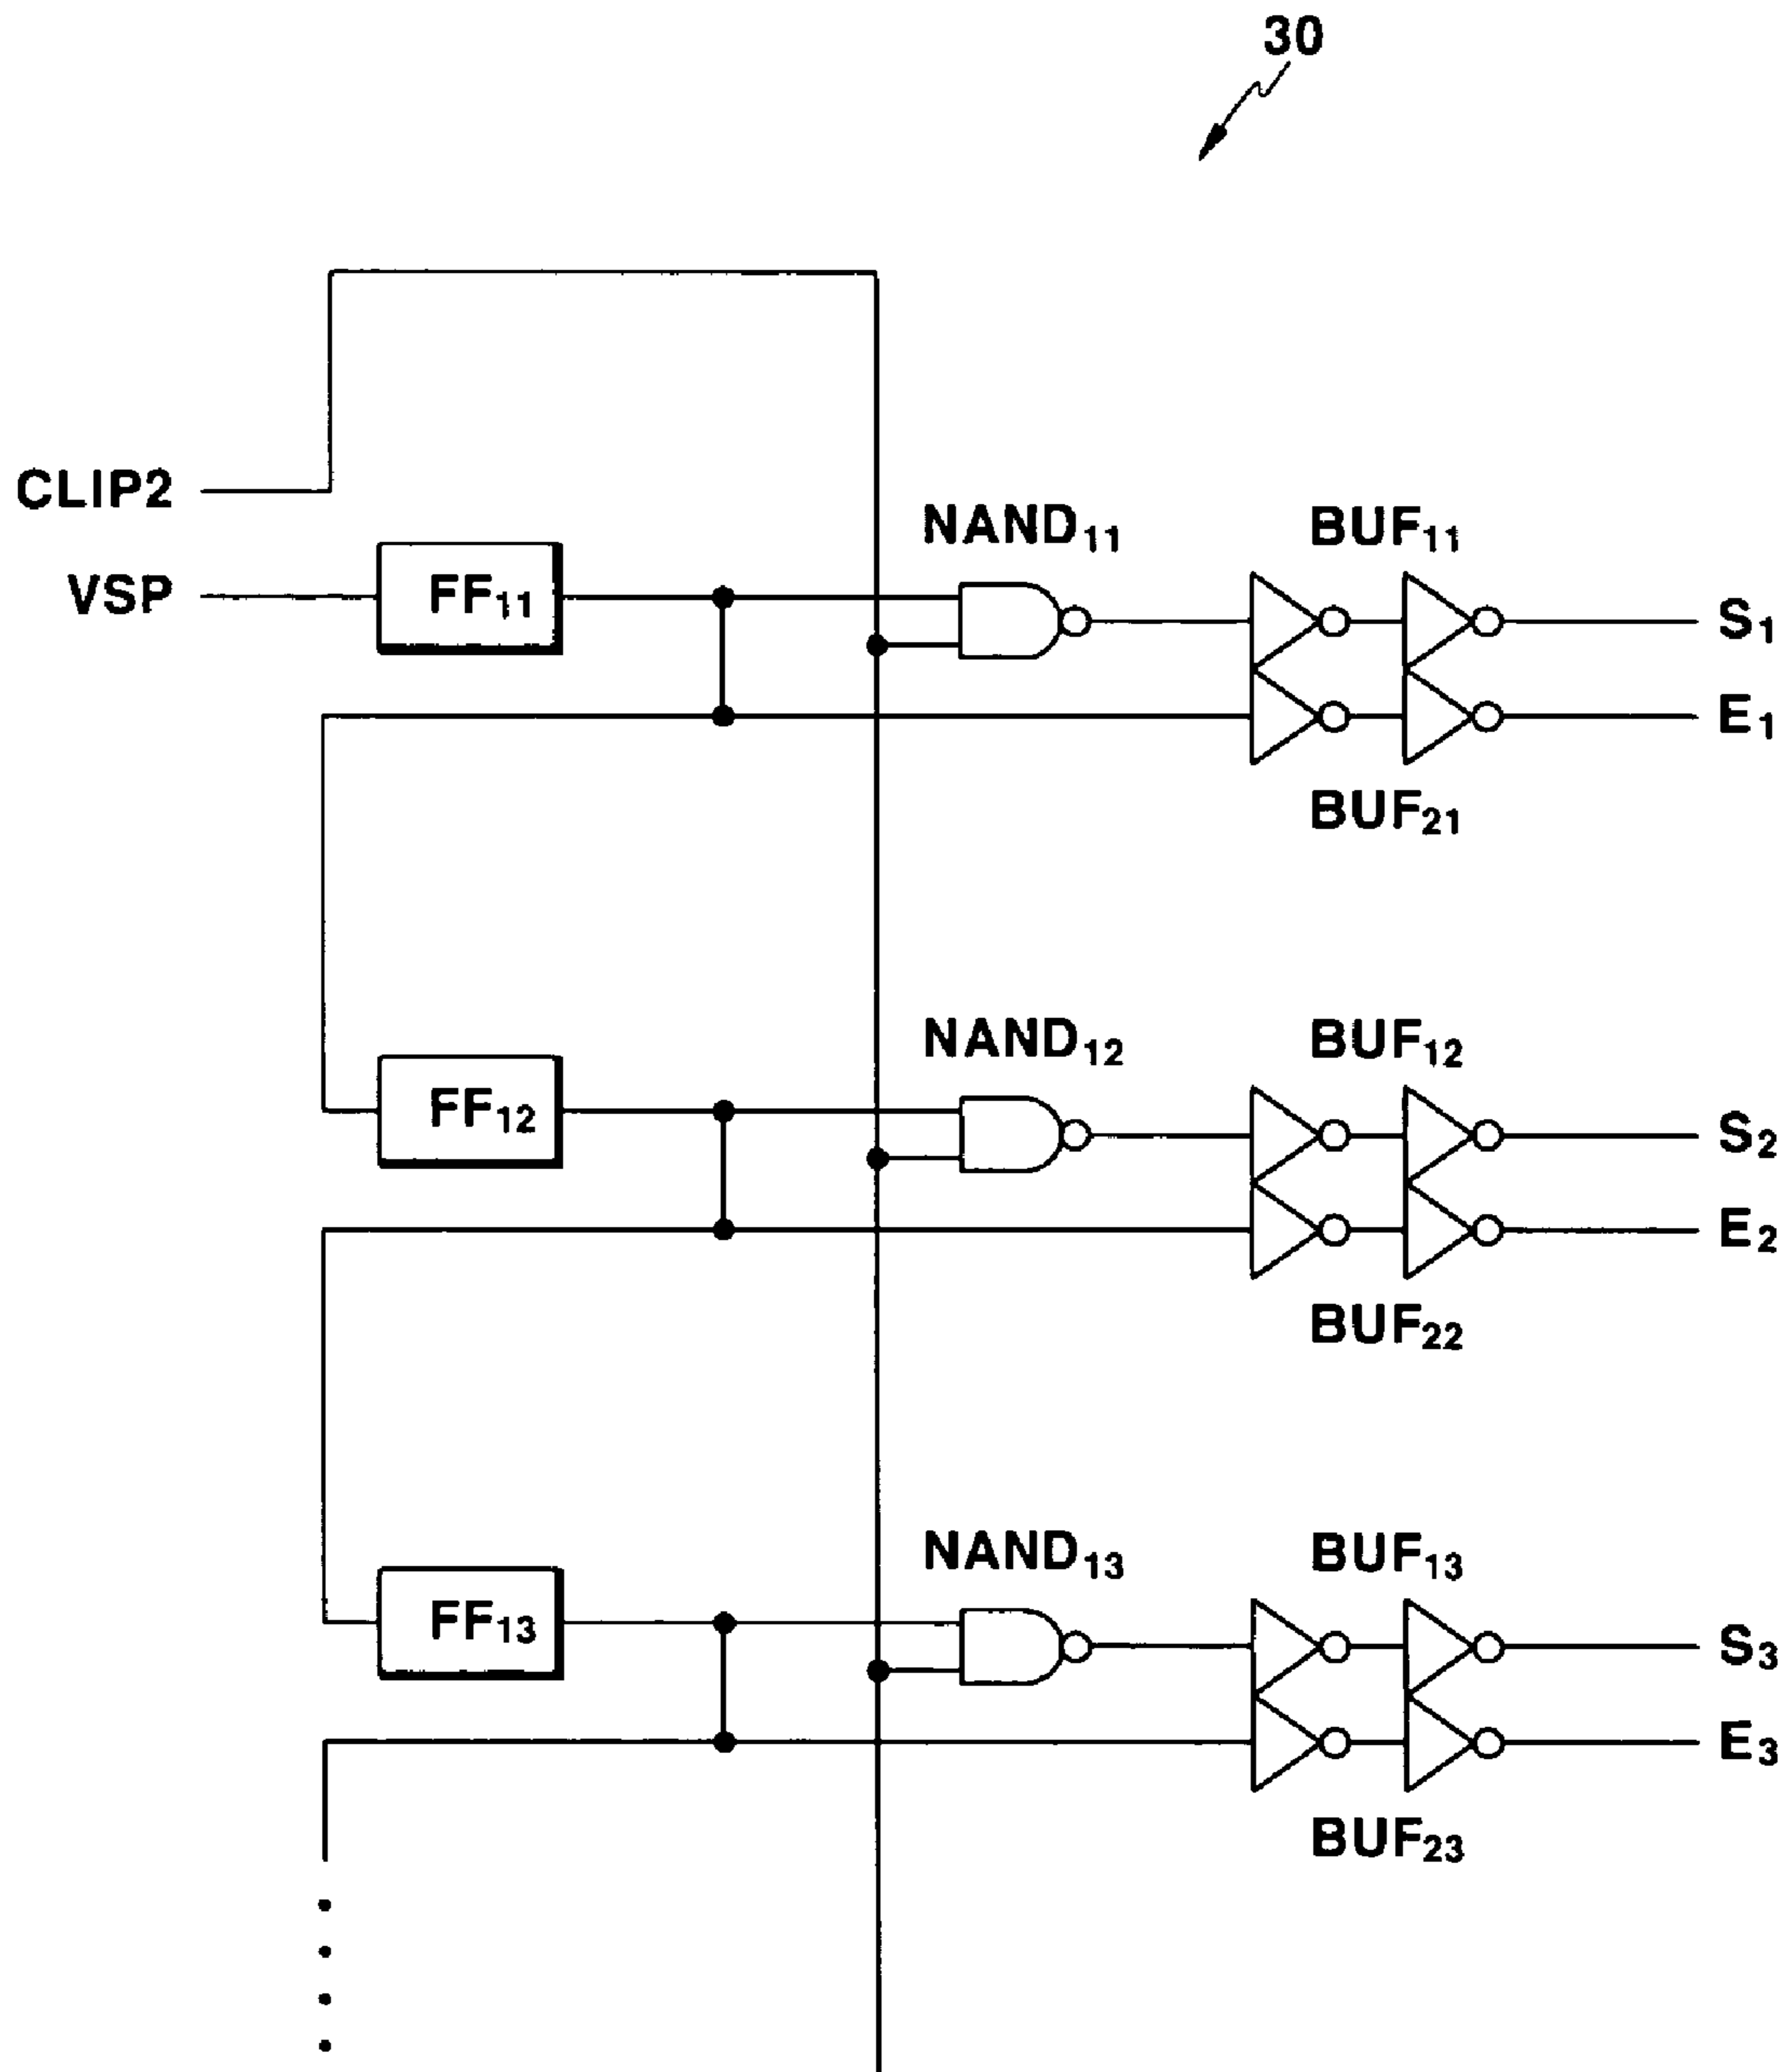 30
CLIP2
NAND11 BUF11
VSP FF11 S1
E1
BUF21
NAND12 BUF12
FF12 S2
E2
BUF22
NAND13 BUF13
FF13 S3
E3
BUF23